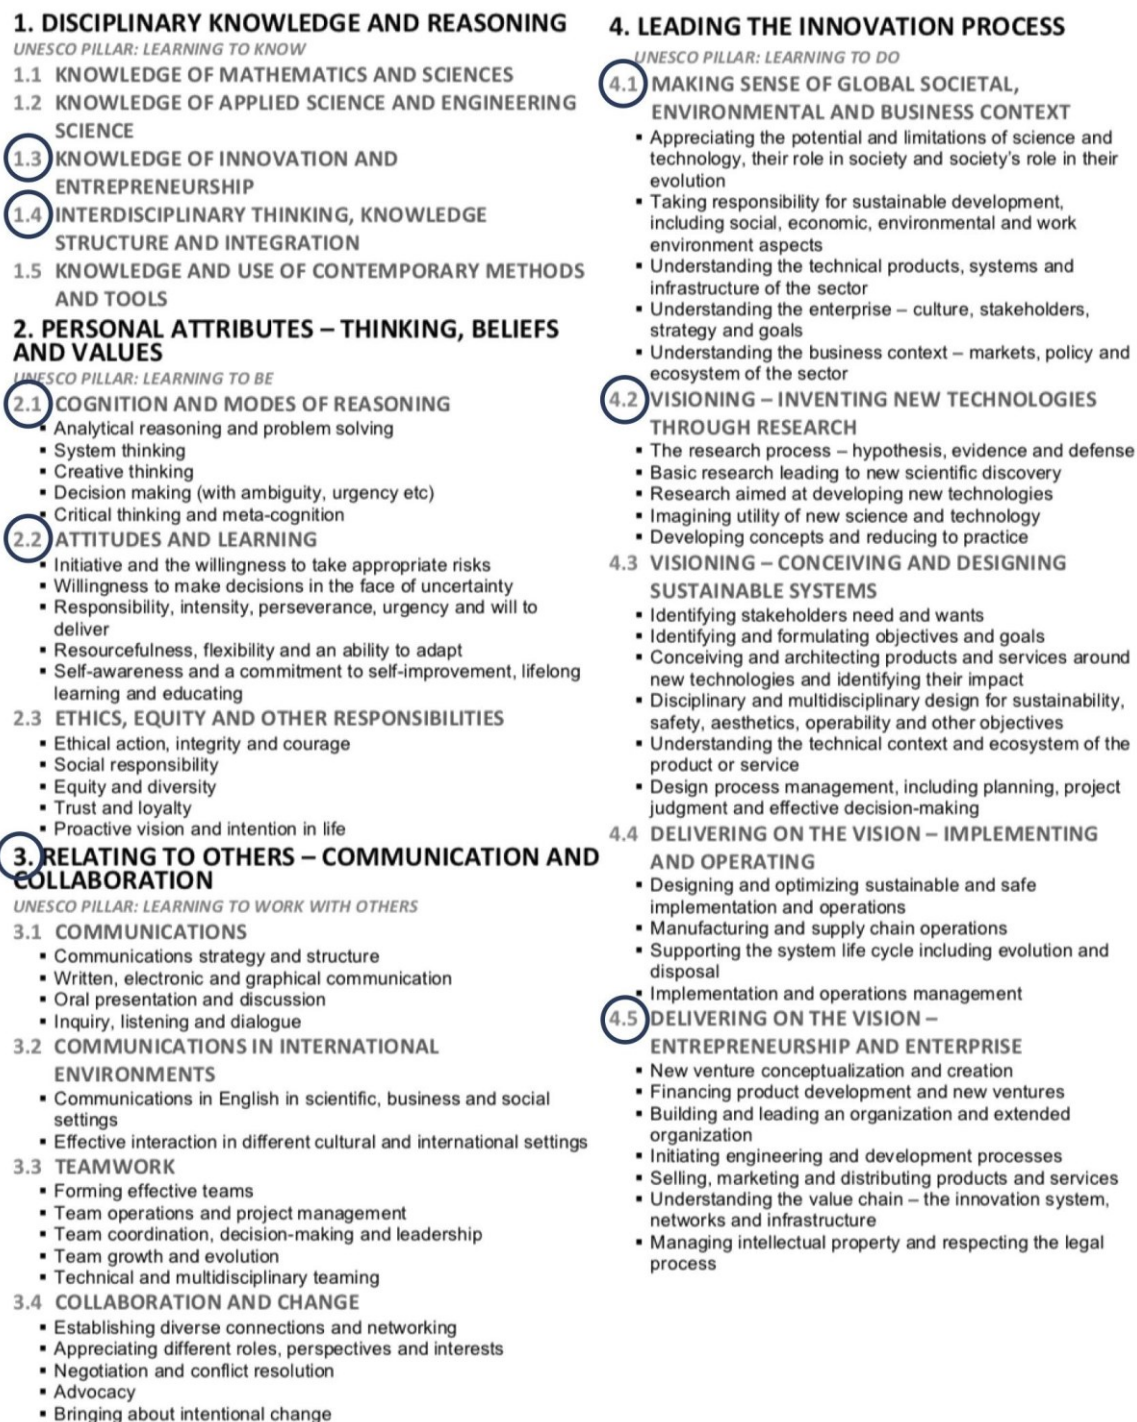 1. DISCIPLINARY KNOWLEDGE AND REASONING
UNESCO PILLAR: LEARNING TO KNOW
1.1 KNOWLEDGE OF MATHEMATICS AND SCIENCES
1.2 KNOWLEDGE OF APPLIED SCIENCE AND ENGINEERING
SCIENCE
1.3 KNOWLEDGE OF INNOVATION AND
ENTREPRENEURSHIP
1.4 INTERDISCIPLINARY THINKING, KNOWLEDGE
STRUCTURE AND INTEGRATION
1.5 KNOWLEDGE AND USE OF CONTEMPORARY METHODS
AND TOOLS
2. PERSONAL ATTRIBUTES – THINKING, BELIEFS
AND VALUES
UNESCO PILLAR: LEARNING TO BE
2.1 COGNITION AND MODES OF REASONING
▪ Analytical reasoning and problem solving
▪ System thinking
▪ Creative thinking
▪ Decision making (with ambiguity, urgency etc)
▪ Critical thinking and meta-cognition
2.2 ATTITUDES AND LEARNING
▪ Initiative and the willingness to take appropriate risks
▪ Willingness to make decisions in the face of uncertainty
▪ Responsibility, intensity, perseverance, urgency and will to
deliver
▪ Resourcefulness, flexibility and an ability to adapt
▪ Self-awareness and a commitment to self-improvement, lifelong
learning and educating
2.3 ETHICS, EQUITY AND OTHER RESPONSIBILITIES
▪ Ethical action, integrity and courage
▪ Social responsibility
▪ Equity and diversity
▪ Trust and loyalty
▪ Proactive vision and intention in life
3. RELATING TO OTHERS – COMMUNICATION AND
COLLABORATION
UNESCO PILLAR: LEARNING TO WORK WITH OTHERS
3.1 COMMUNICATIONS
▪ Communications strategy and structure
▪ Written, electronic and graphical communication
▪ Oral presentation and discussion
▪ Inquiry, listening and dialogue
3.2 COMMUNICATIONS IN INTERNATIONAL
ENVIRONMENTS
▪ Communications in English in scientific, business and social
settings
▪ Effective interaction in different cultural and international settings
3.3 TEAMWORK
▪ Forming effective teams
▪ Team operations and project management
▪ Team coordination, decision-making and leadership
▪ Team growth and evolution
▪ Technical and multidisciplinary teaming
3.4 COLLABORATION AND CHANGE
▪ Establishing diverse connections and networking
▪ Appreciating different roles, perspectives and interests
▪ Negotiation and conflict resolution
▪ Advocacy
▪ Bringing about intentional change
4. LEADING THE INNOVATION PROCESS
UNESCO PILLAR: LEARNING TO DO
4.1 MAKING SENSE OF GLOBAL SOCIETAL,
ENVIRONMENTAL AND BUSINESS CONTEXT
▪ Appreciating the potential and limitations of science and
technology, their role in society and society's role in their
evolution
▪ Taking responsibility for sustainable development,
including social, economic, environmental and work
environment aspects
▪ Understanding the technical products, systems and
infrastructure of the sector
▪ Understanding the enterprise – culture, stakeholders,
strategy and goals
▪ Understanding the business context – markets, policy and
ecosystem of the sector
4.2 VISIONING – INVENTING NEW TECHNOLOGIES
THROUGH RESEARCH
▪ The research process – hypothesis, evidence and defense
▪ Basic research leading to new scientific discovery
▪ Research aimed at developing new technologies
▪ Imagining utility of new science and technology
▪ Developing concepts and reducing to practice
4.3 VISIONING – CONCEIVING AND DESIGNING
SUSTAINABLE SYSTEMS
▪ Identifying stakeholders need and wants
▪ Identifying and formulating objectives and goals
▪ Conceiving and architecting products and services around
new technologies and identifying their impact
▪ Disciplinary and multidisciplinary design for sustainability,
safety, aesthetics, operability and other objectives
▪ Understanding the technical context and ecosystem of the
product or service
▪ Design process management, including planning, project
judgment and effective decision-making
4.4 DELIVERING ON THE VISION – IMPLEMENTING
AND OPERATING
▪ Designing and optimizing sustainable and safe
implementation and operations
▪ Manufacturing and supply chain operations
▪ Supporting the system life cycle including evolution and
disposal
▪ Implementation and operations management
4.5 DELIVERING ON THE VISION –
ENTREPRENEURSHIP AND ENTERPRISE
▪ New venture conceptualization and creation
▪ Financing product development and new ventures
▪ Building and leading an organization and extended
organization
▪ Initiating engineering and development processes
▪ Selling, marketing and distributing products and services
▪ Understanding the value chain – the innovation system,
networks and infrastructure
▪ Managing intellectual property and respecting the legal
process